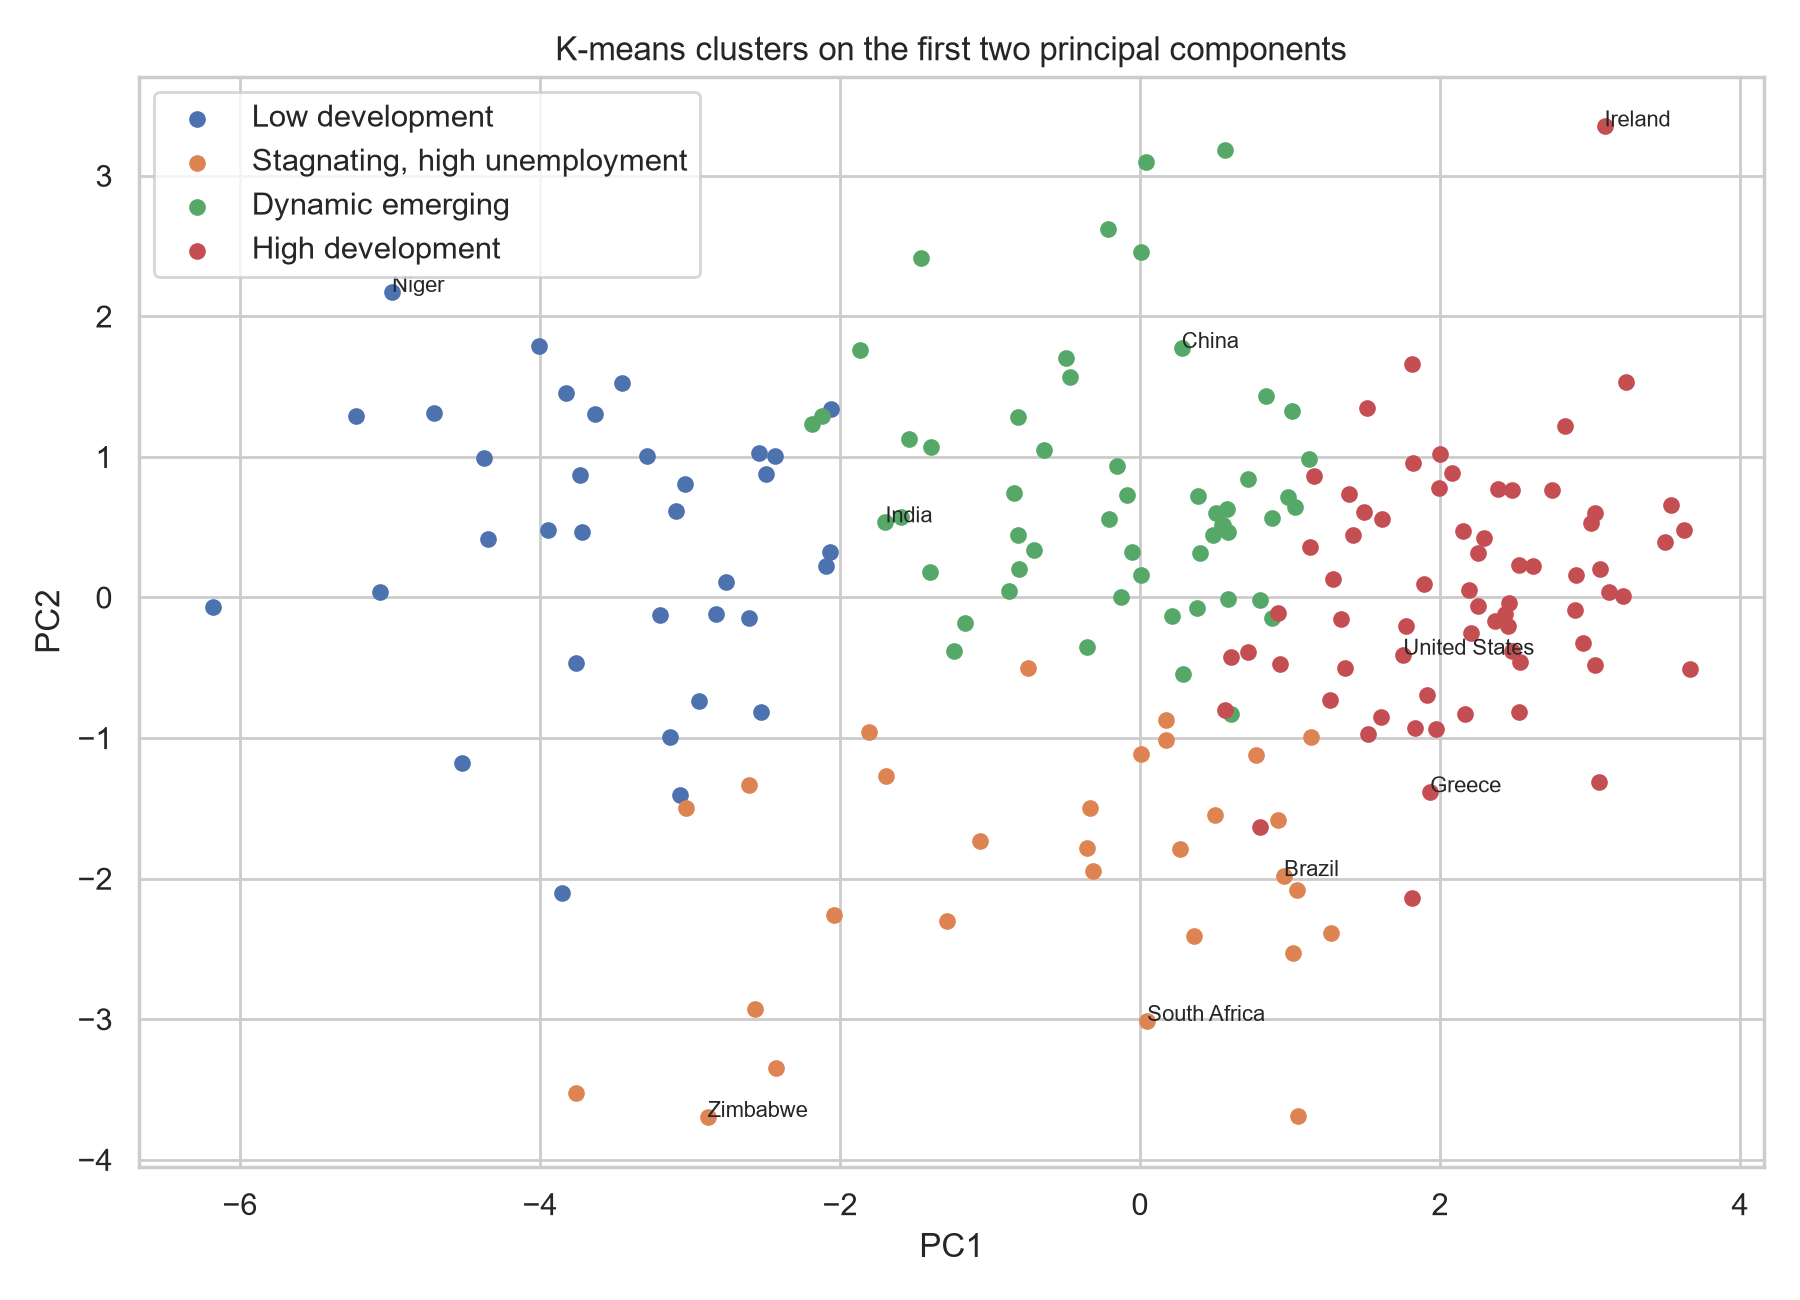 K-means clusters on the first two principal components
Low development
Stagnating, high unemployment
Dynamic emerging
High development
Ireland
Niger
China
India
United States
Greece
Brazil
South Africa
Zimbabwe
3
2
1
0
−1
−2
−3
−4
PC2
−6
−4
−2
0
2
4
PC1